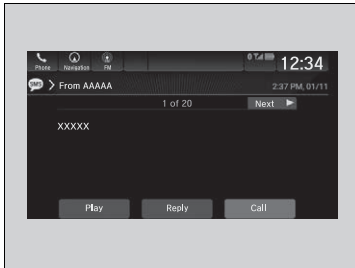 Phone Navigation FM 12:34
SMS From AAAAA 2:37 PM, 01/11
1 of 20 Next
XXXXX
Play Reply Call